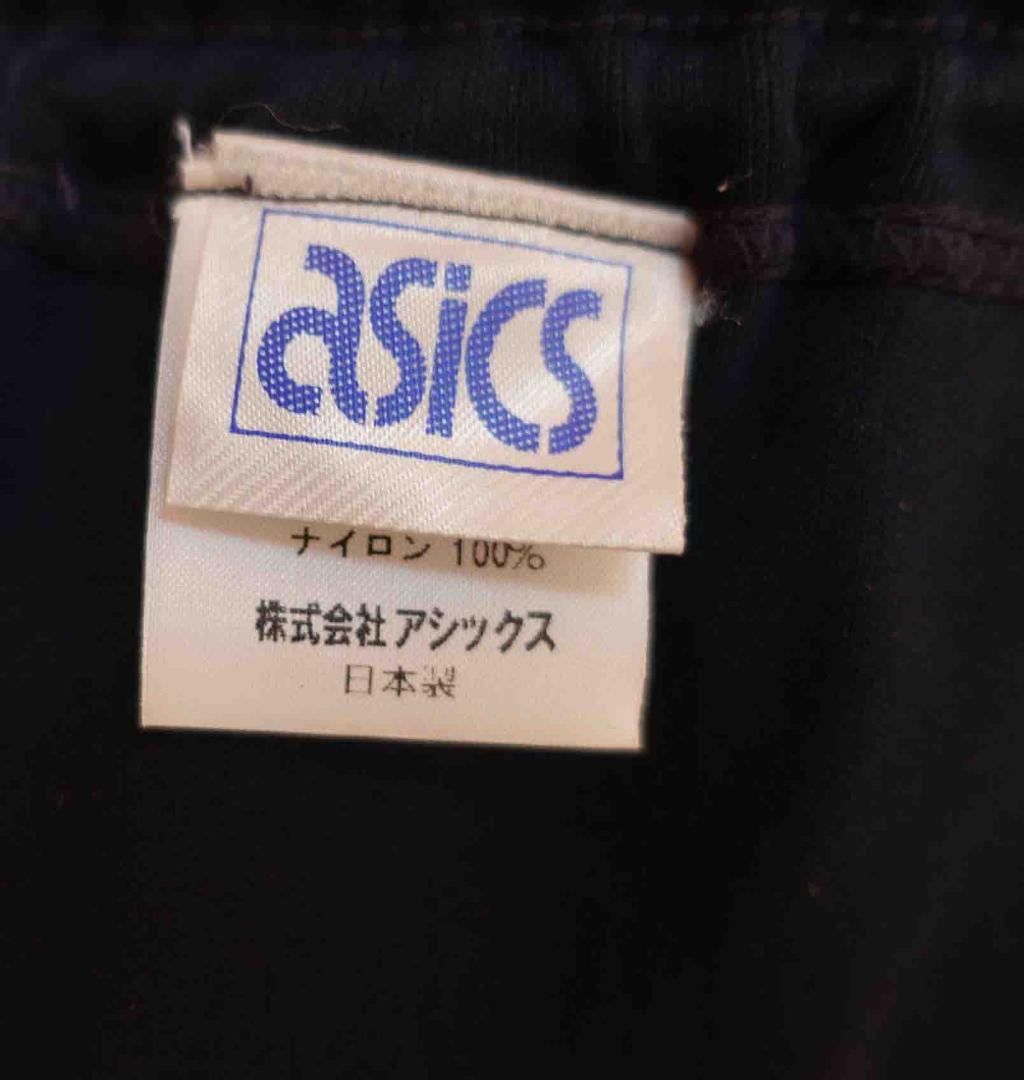 asics
ナイロン 100%
株式会社アシックス
日本製